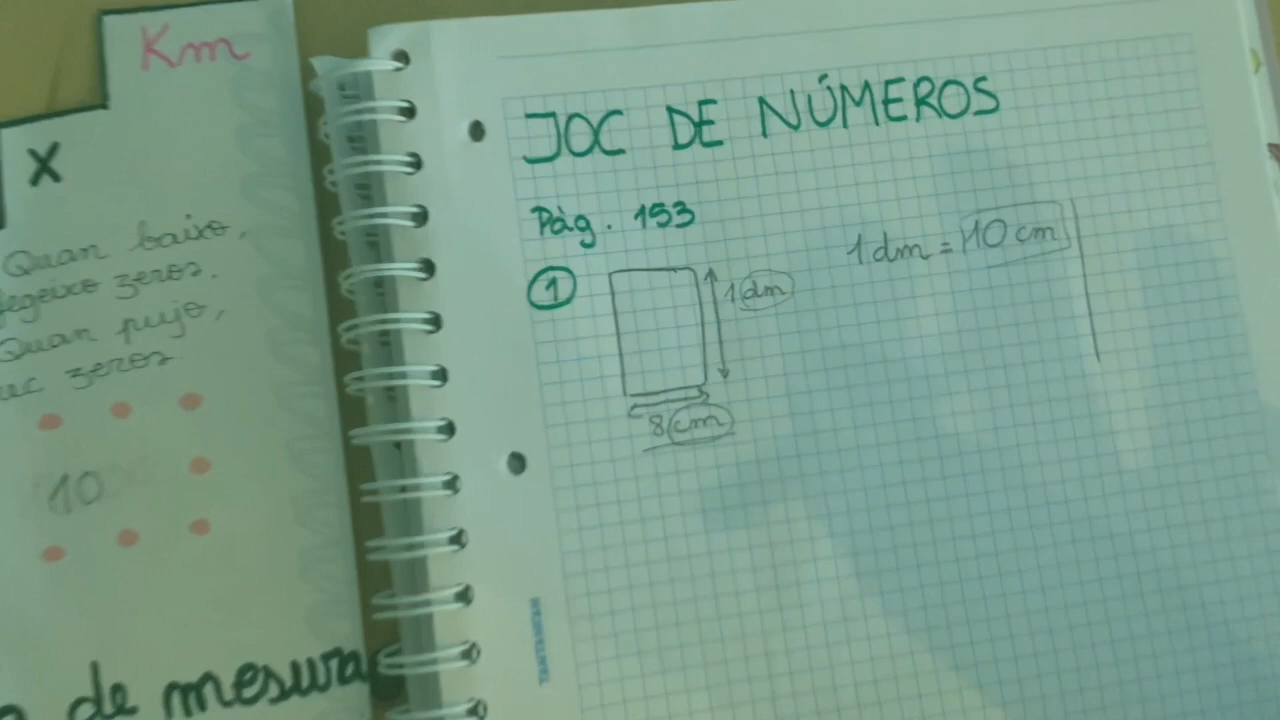 Km
X
Quan baixo,
zeros.
Quan pujo,
zeros.
10
de mesura
JOC DE NÚMEROS
Pàg. 153
1
1 dm
8 cm
1 dm = 10 cm